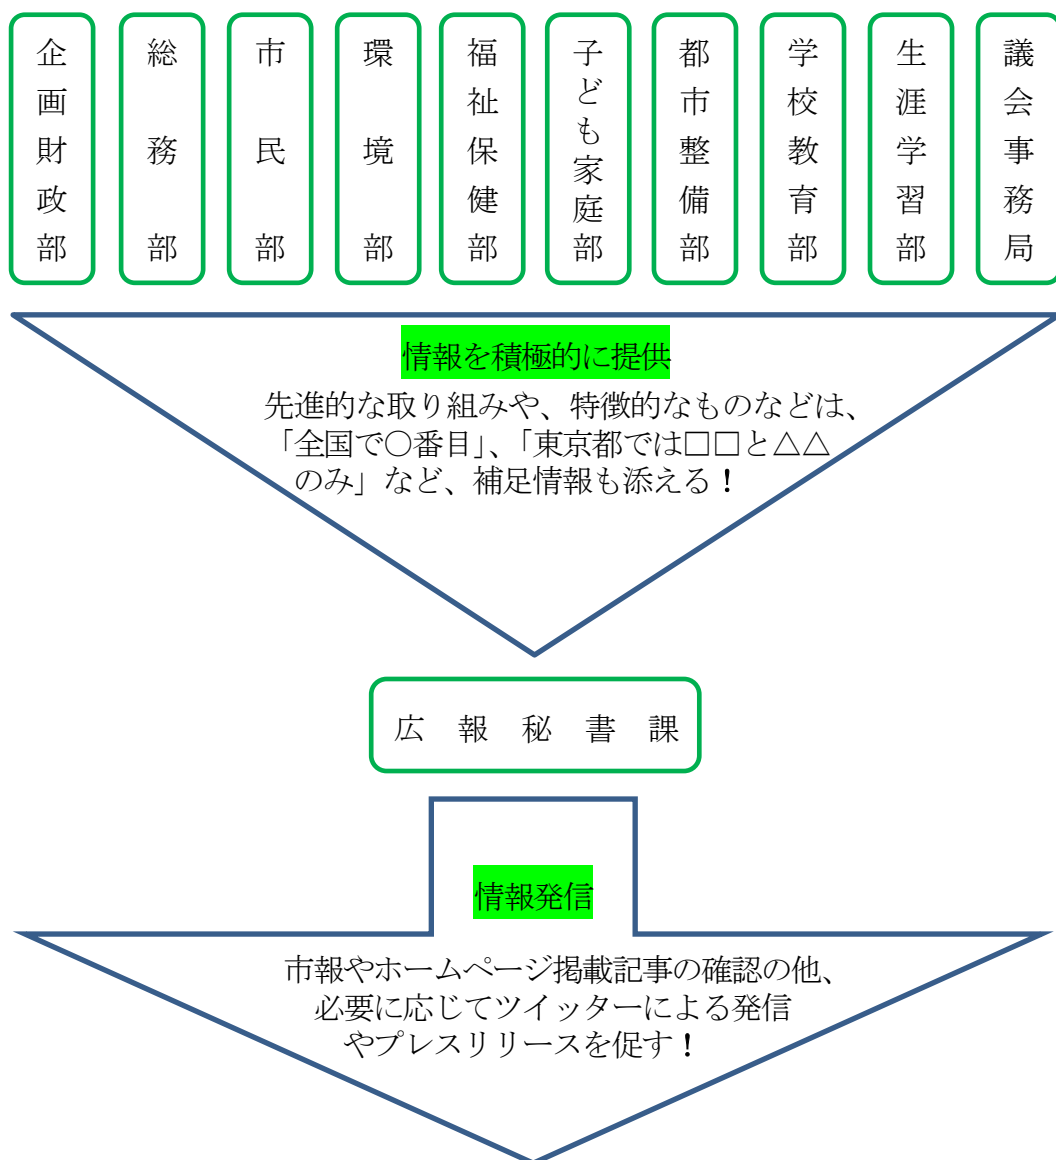 企画財政部
総務部
市民部
環境部
福祉保健部
子ども家庭部
都市整備部
学校教育部
生涯学習部
議会事務局
情報を積極的に提供
先進的な取り組みや、特徴的なものなどは、
「全国で〇番目」、「東京都では□□と△△
のみ」など、補足情報も添える！
広報秘書課
情報発信
市報やホームページ掲載記事の確認の他、
必要に応じてツイッターによる発信
やプレスリリースを促す！